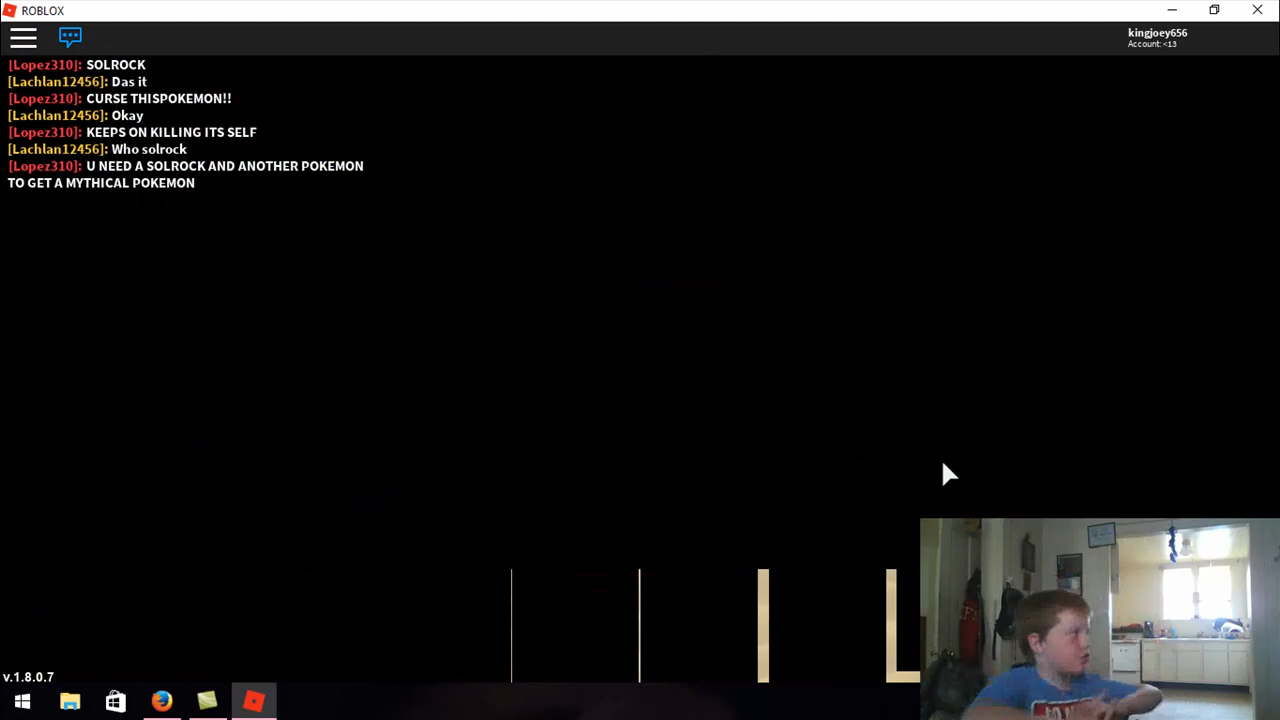 ROBLOX
kingjoey656
Account: <13
[Lopez310]: SOLROCK
[Lachlan12456]: Das it
[Lopez310]: CURSE THISPOKEMON!!
[Lachlan12456]: Okay
[Lopez310]: KEEPS ON KILLING ITS SELF
[Lachlan12456]: Who solrock
[Lopez310]: U NEED A SOLROCK AND ANOTHER POKEMON
TO GET A MYTHICAL POKEMON
v.1.8.0.7